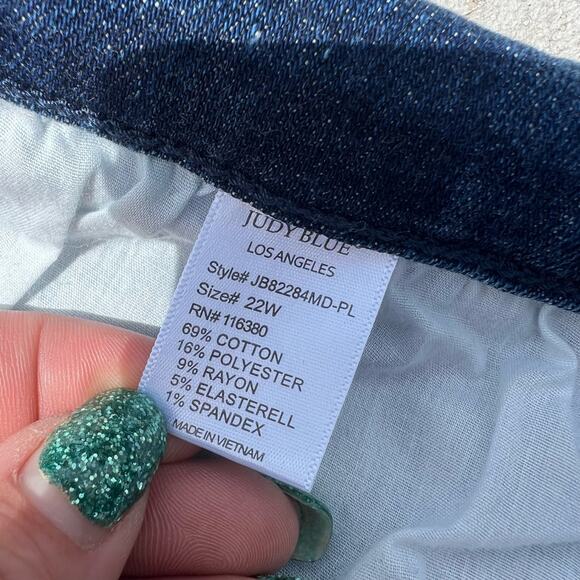 JUDY BLUE
LOS ANGELES
Style# JB82284MD-PL
Size# 22W
RN# 116380
69% COTTON
16% POLYESTER
9% RAYON
5% ELASTERELL
1% SPANDEX
MADE IN VIETNAM